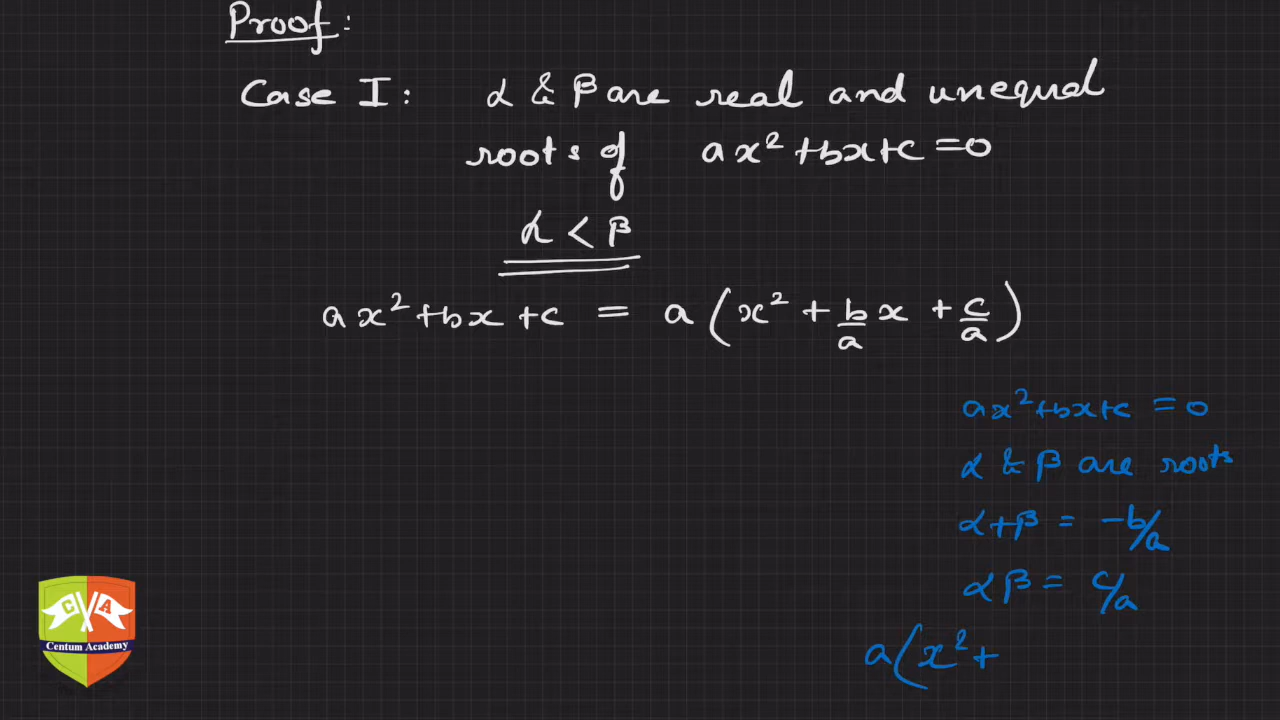 Proof:
Case I: α & β are real and unequal
roots of ax² + bx + c = 0
α < β
ax² + bx + c = a(x² + b/a x + c/a)
ax² + bx + c = 0
α & β are roots
α + β = -b/a
αβ = c/a
a(x² +
C A
Centum Academy